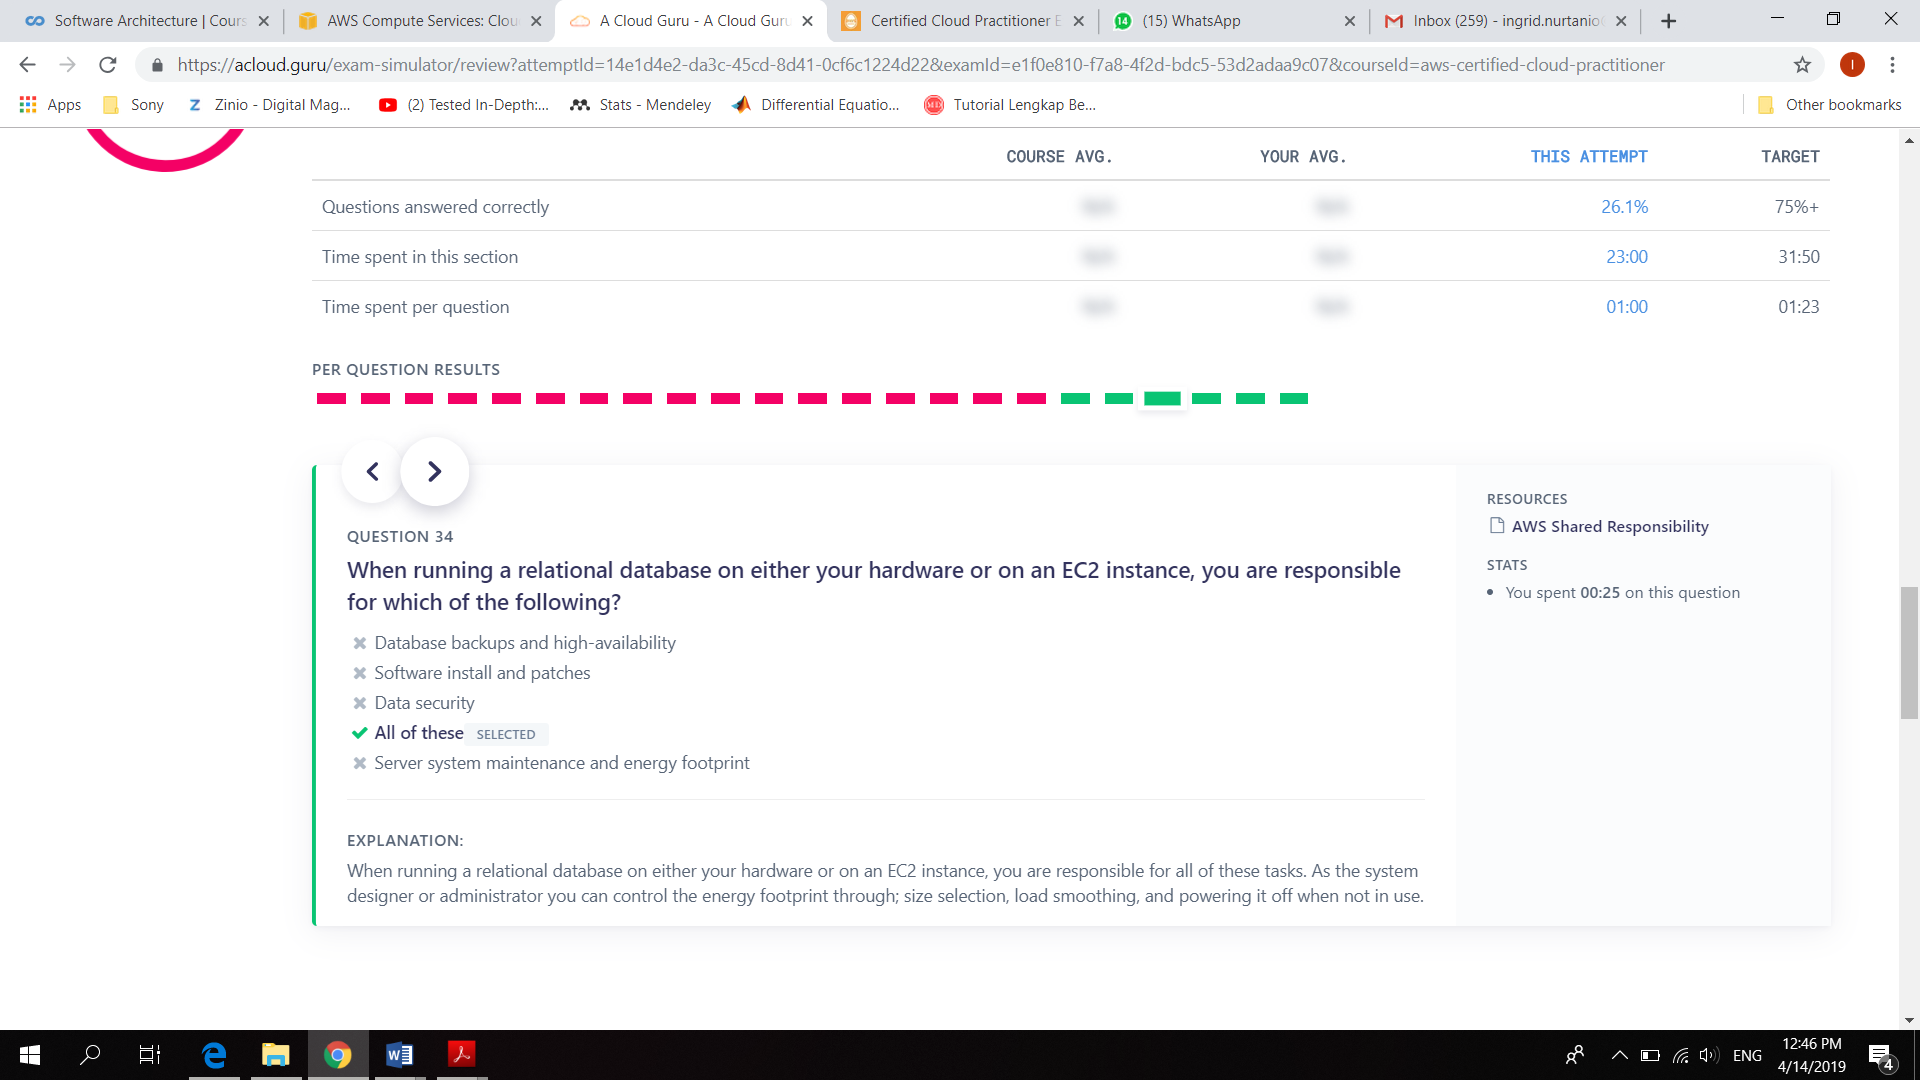 Software Architecture | Cours
AWS Compute Services: Clou
A Cloud Guru - A Cloud Guru
Certified Cloud Practitioner E
14
(15) WhatsApp
Inbox (259) - ingrid.nurtanio
https://acloud.guru/exam-simulator/review?attemptId=14e1d4e2-da3c-45cd-8d41-0cf6c1224d22&examId=e1f0e810-f7a8-4f2d-bdc5-53d2adaa9c07&courseId=aws-certified-cloud-practitioner
I
Apps
Sony
Z Zinio - Digital Mag...
(2) Tested In-Depth:...
Stats - Mendeley
Differential Equatio...
Tutorial Lengkap Be...
Other bookmarks
COURSE AVG. YOUR AVG. THIS ATTEMPT TARGET
Questions answered correctly 26.1% 75%+
Time spent in this section 23:00 31:50
Time spent per question 01:00 01:23
PER QUESTION RESULTS
QUESTION 34
When running a relational database on either your hardware or on an EC2 instance, you are responsible
for which of the following?
Database backups and high-availability
Software install and patches
Data security
All of these SELECTED
Server system maintenance and energy footprint
EXPLANATION:
When running a relational database on either your hardware or on an EC2 instance, you are responsible for all of these tasks. As the system
designer or administrator you can control the energy footprint through; size selection, load smoothing, and powering it off when not in use.
RESOURCES
AWS Shared Responsibility
STATS
You spent 00:25 on this question
ENG
12:46 PM
4/14/2019
4